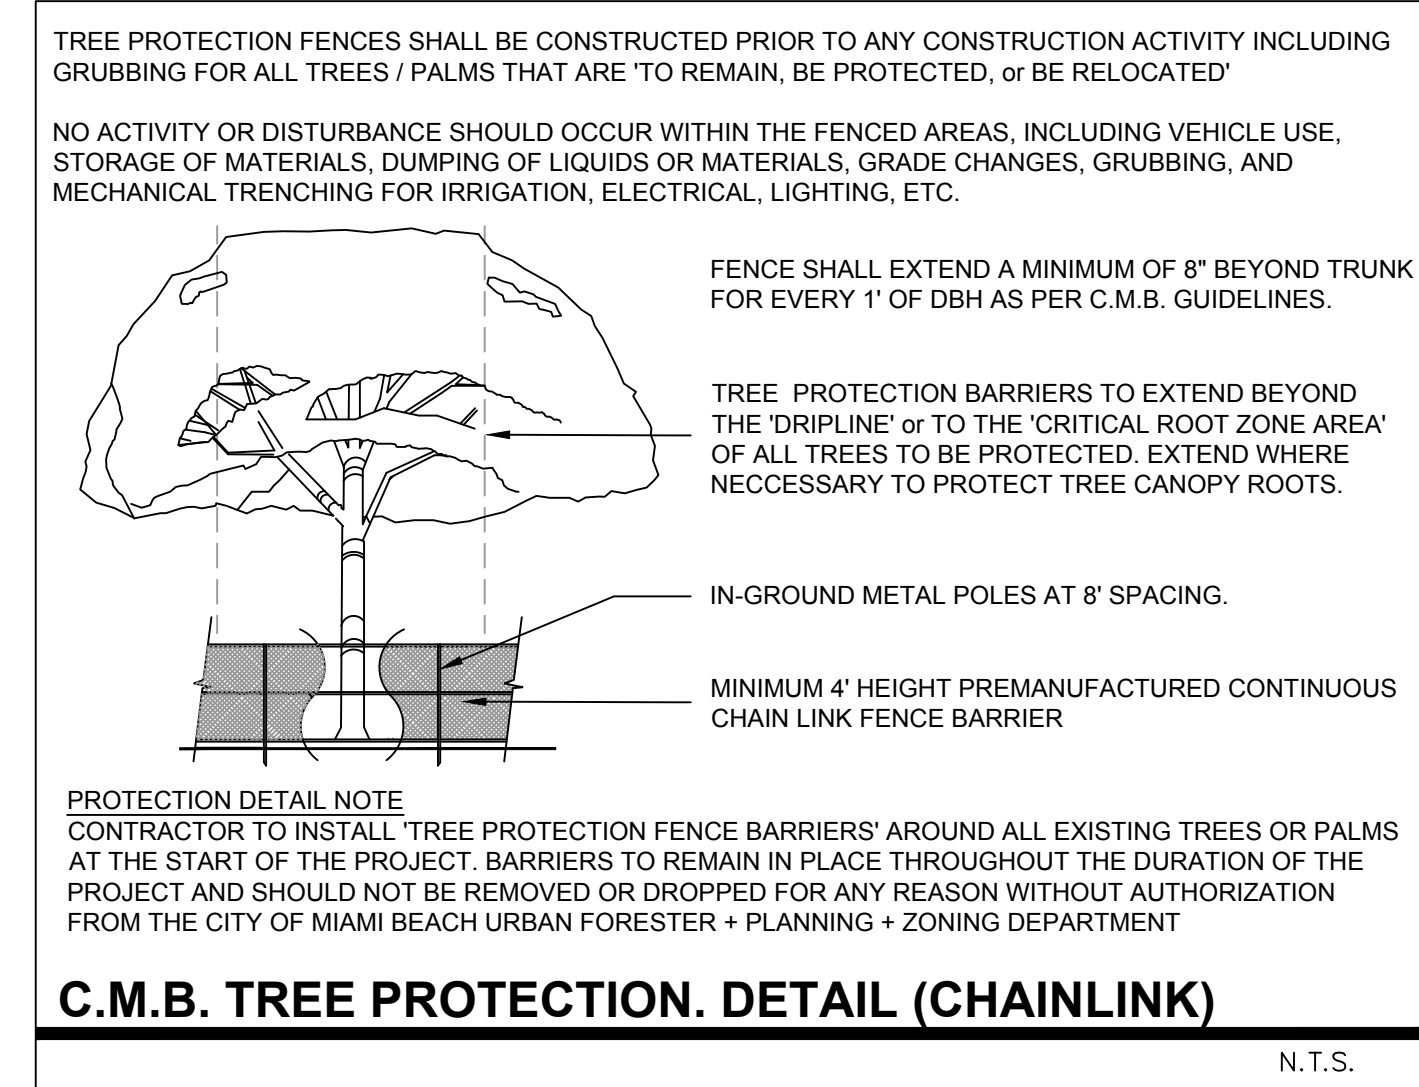 TREE PROTECTION FENCES SHALL BE CONSTRUCTED PRIOR TO ANY CONSTRUCTION ACTIVITY INCLUDING
GRUBBING FOR ALL TREES / PALMS THAT ARE 'TO REMAIN, BE PROTECTED, or BE RELOCATED'
NO ACTIVITY OR DISTURBANCE SHOULD OCCUR WITHIN THE FENCED AREAS, INCLUDING VEHICLE USE,
STORAGE OF MATERIALS, DUMPING OF LIQUIDS OR MATERIALS, GRADE CHANGES, GRUBBING, AND
MECHANICAL TRENCHING FOR IRRIGATION, ELECTRICAL, LIGHTING, ETC.
FENCE SHALL EXTEND A MINIMUM OF 8" BEYOND TRUNK
FOR EVERY 1' OF DBH AS PER C.M.B. GUIDELINES.
TREE PROTECTION BARRIERS TO EXTEND BEYOND
THE 'DRIPLINE' or TO THE 'CRITICAL ROOT ZONE AREA'
OF ALL TREES TO BE PROTECTED. EXTEND WHERE
NECCESSARY TO PROTECT TREE CANOPY ROOTS.
IN-GROUND METAL POLES AT 8' SPACING.
MINIMUM 4' HEIGHT PREMANUFACTURED CONTINUOUS
CHAIN LINK FENCE BARRIER
PROTECTION DETAIL NOTE
CONTRACTOR TO INSTALL 'TREE PROTECTION FENCE BARRIERS' AROUND ALL EXISTING TREES OR PALMS
AT THE START OF THE PROJECT. BARRIERS TO REMAIN IN PLACE THROUGHOUT THE DURATION OF THE
PROJECT AND SHOULD NOT BE REMOVED OR DROPPED FOR ANY REASON WITHOUT AUTHORIZATION
FROM THE CITY OF MIAMI BEACH URBAN FORESTER + PLANNING + ZONING DEPARTMENT
C.M.B. TREE PROTECTION. DETAIL (CHAINLINK)
N.T.S.